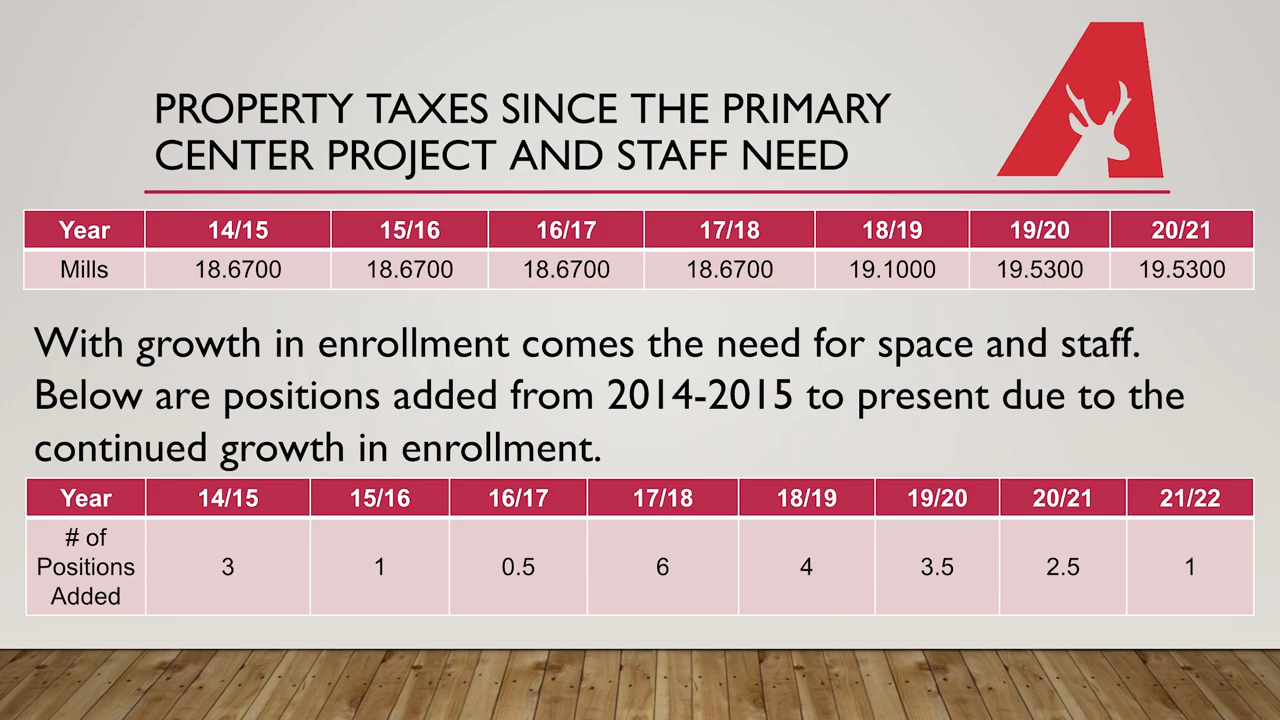 PROPERTY TAXES SINCE THE PRIMARY
CENTER PROJECT AND STAFF NEED
Year 14/15 15/16 16/17 17/18 18/19 19/20 20/21
Mills 18.6700 18.6700 18.6700 18.6700 19.1000 19.5300 19.5300
With growth in enrollment comes the need for space and staff.
Below are positions added from 2014-2015 to present due to the
continued growth in enrollment.
Year 14/15 15/16 16/17 17/18 18/19 19/20 20/21 21/22
# of
Positions 3 1 0.5 6 4 3.5 2.5 1
Added